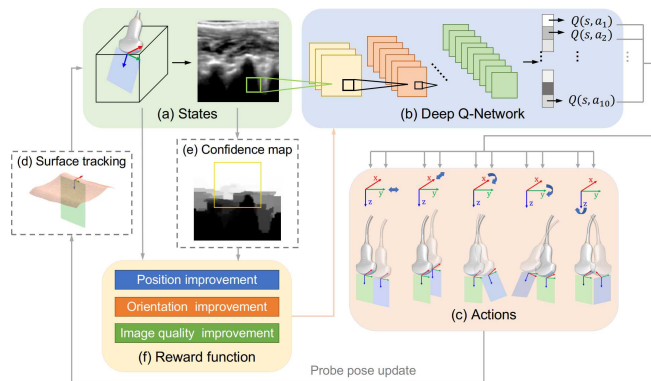 Q(s, a₁)
Q(s, a₂)
Q(s, a₁₀)
(a) States
(b) Deep Q-Network
(d) Surface tracking
(e) Confidence map
x
y
z
x
y
z
x
y
z
x
y
z
x
y
z
Position improvement
Orientation improvement
Image quality improvement
(f) Reward function
(c) Actions
Probe pose update